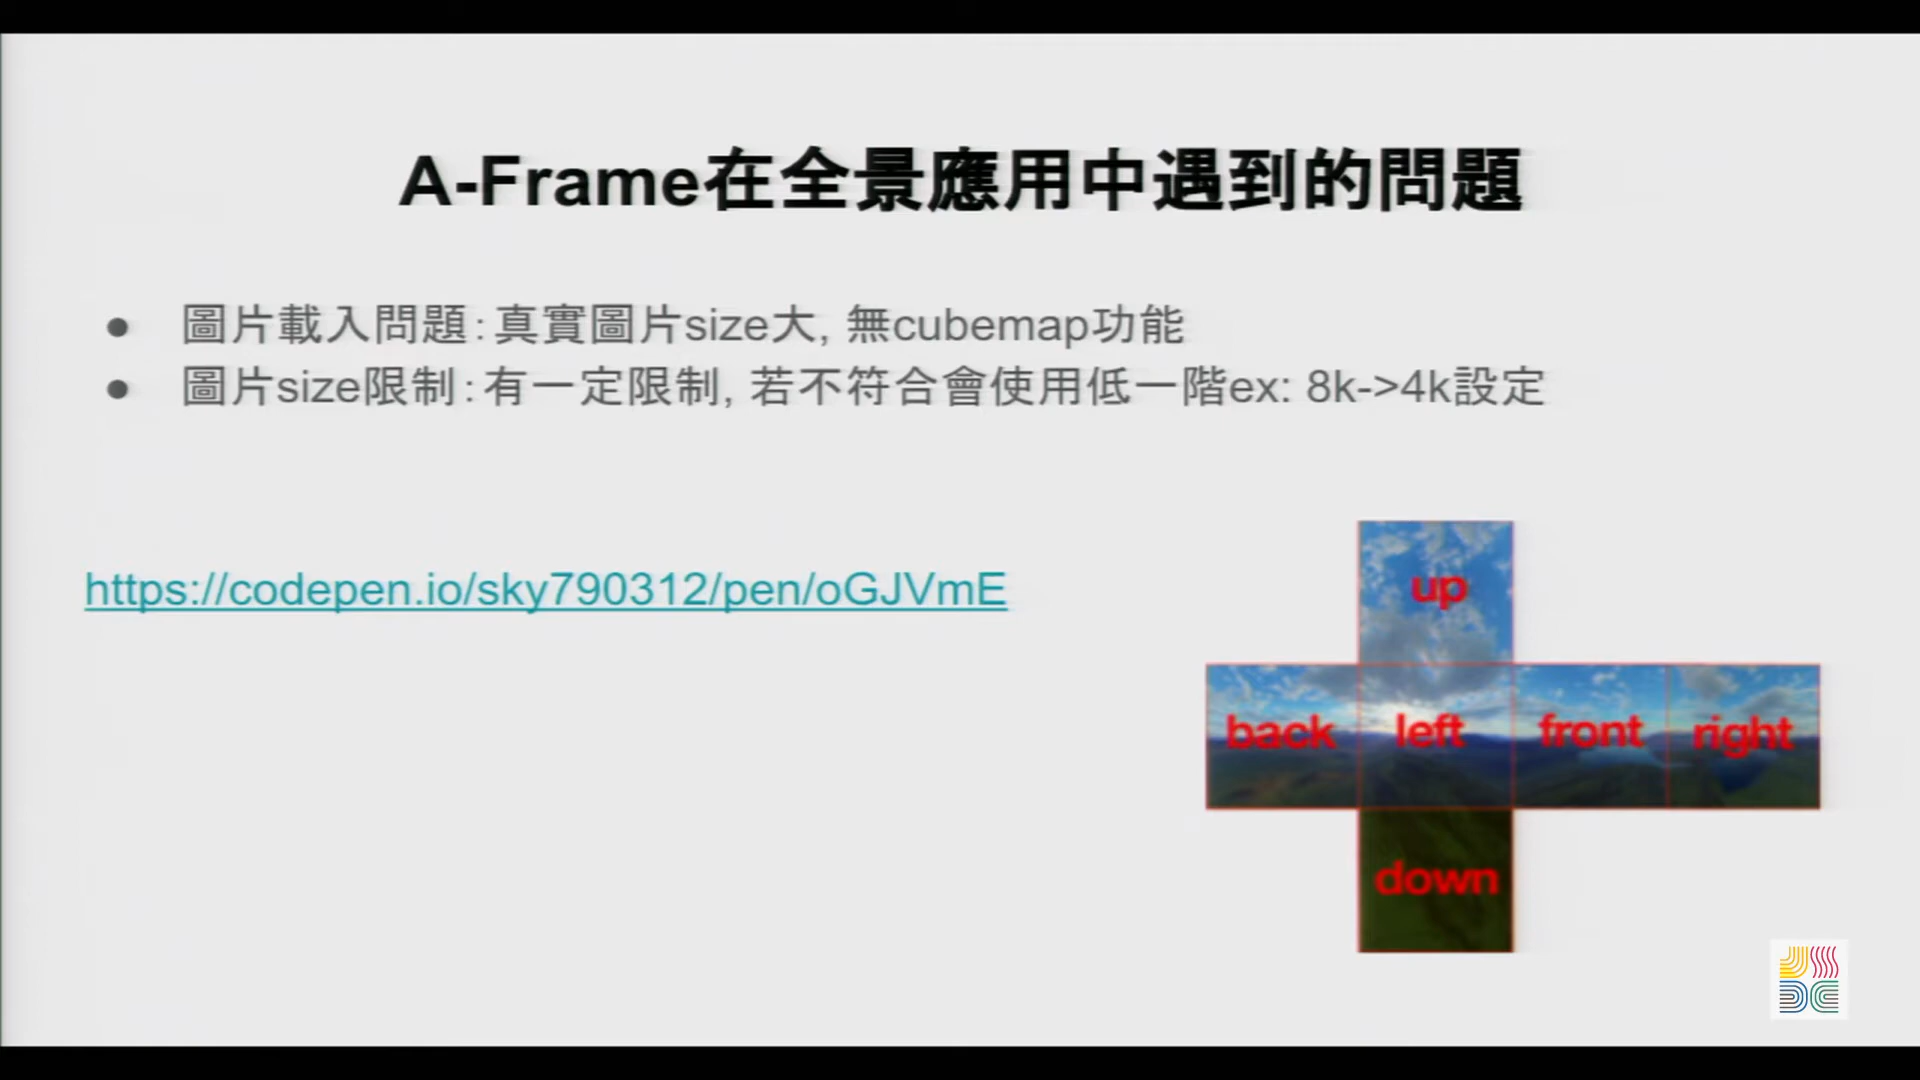 A-Frame在全景應用中遇到的問題
● 圖片載入問題：真實圖片size大, 無cubemap功能
● 圖片size限制：有一定限制, 若不符合會使用低一階ex: 8k->4k設定
https://codepen.io/sky790312/pen/oGJVmE
up
back left front right
down
JSDC